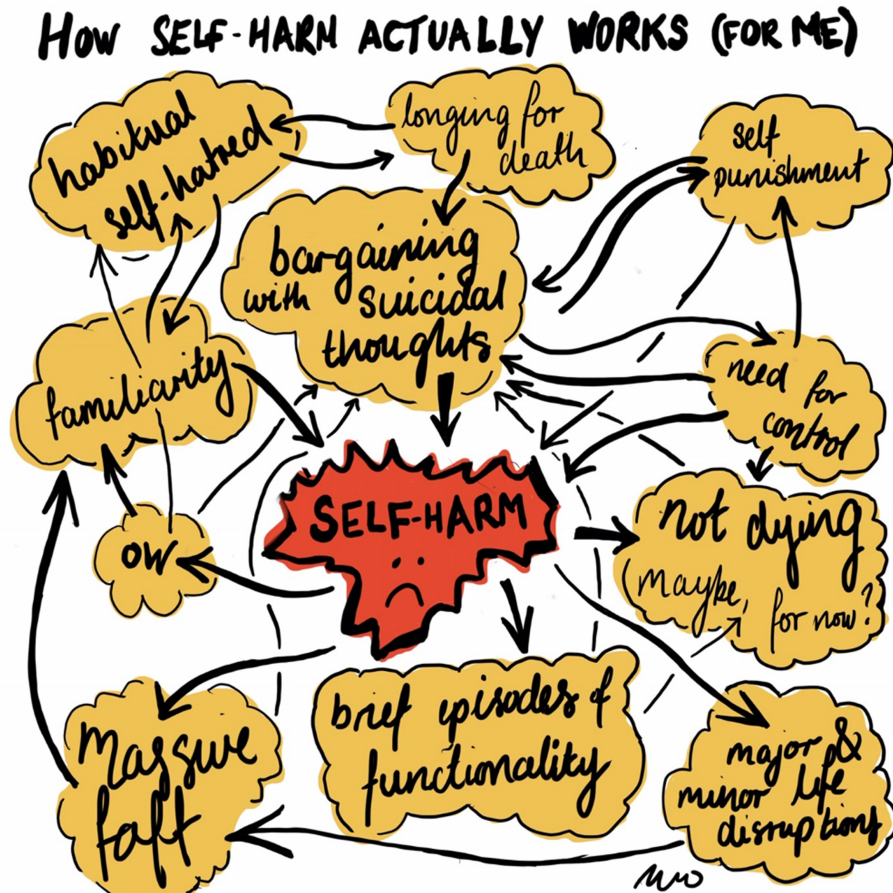 HOW SELF-HARM ACTUALLY WORKS (FOR ME)
habitual
self-hatred
longing for
death
self
punishment
bargaining
with suicidal
thoughts
familiarity
need for
control
SELF-HARM
OW
not dying
(maybe,
for now?
massive
faff
brief episodes of
functionality
major &
minor life
disruptions